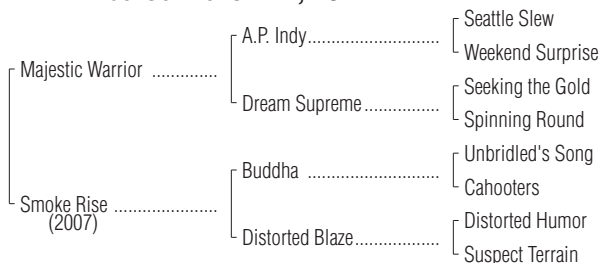 Seattle Slew
A.P. Indy..............................
Weekend Surprise
Majestic Warrior ..............
Seeking the Gold
Dream Supreme.................
Spinning Round
Unbridled's Song
Buddha ..............................
Cahooters
Smoke Rise ......................
(2007)
Distorted Humor
Distorted Blaze...................
Suspect Terrain